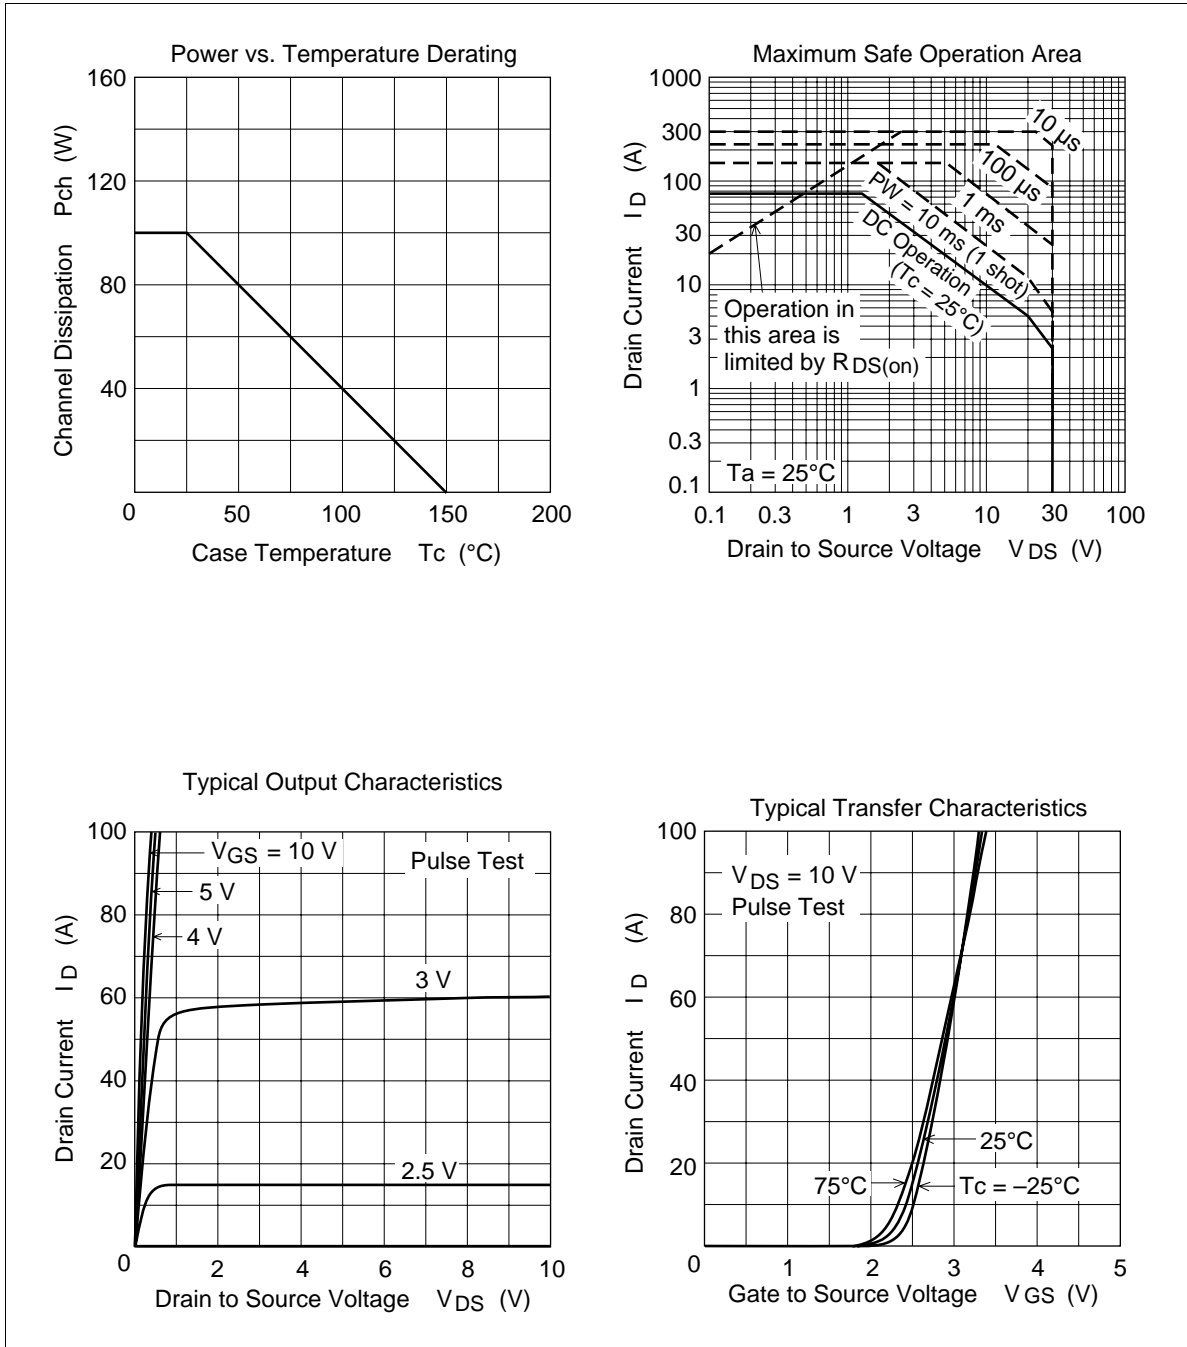 Power vs. Temperature Derating
160
120
80
40
Channel Dissipation Pch (W)
0 50 100 150 200
Case Temperature Tc (°C)
Maximum Safe Operation Area
1000
300
100
30
10
3
1
0.3
0.1
Drain Current I D (A)
10 µs
100 µs
1 ms
PW = 10 ms (1 shot)
DC Operation
(Tc = 25°C)
Operation in
this area is
limited by R DS(on)
Ta = 25°C
0.1 0.3 1 3 10 30 100
Drain to Source Voltage V DS (V)
Typical Output Characteristics
100
80
60
40
20
Drain Current I D (A)
VGS = 10 V
Pulse Test
5 V
4 V
3 V
2.5 V
0 2 4 6 8 10
Drain to Source Voltage V DS (V)
Typical Transfer Characteristics
100
80
60
40
20
Drain Current I D (A)
V DS = 10 V
Pulse Test
25°C
75°C
Tc = –25°C
0 1 2 3 4 5
Gate to Source Voltage V GS (V)